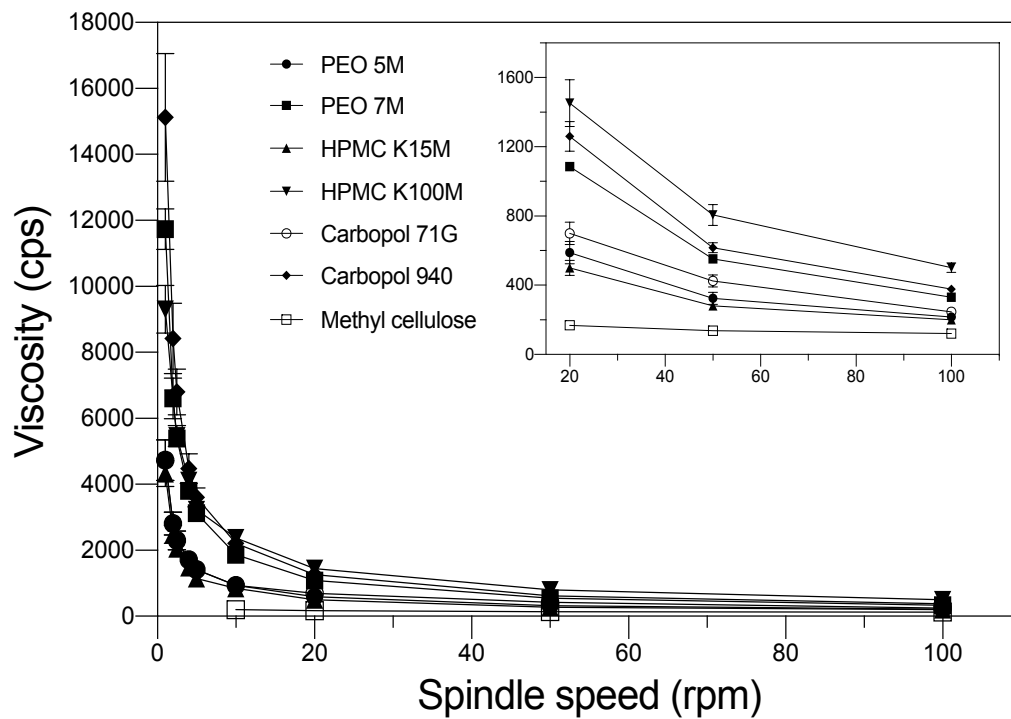 18000
16000
14000
12000
10000
8000
6000
4000
2000
0
Viscosity (cps)
0
20
40
60
80
100
Spindle speed (rpm)
PEO 5M
PEO 7M
HPMC K15M
HPMC K100M
Carbopol 71G
Carbopol 940
Methyl cellulose
1600
1200
800
400
0
20
40
60
80
100